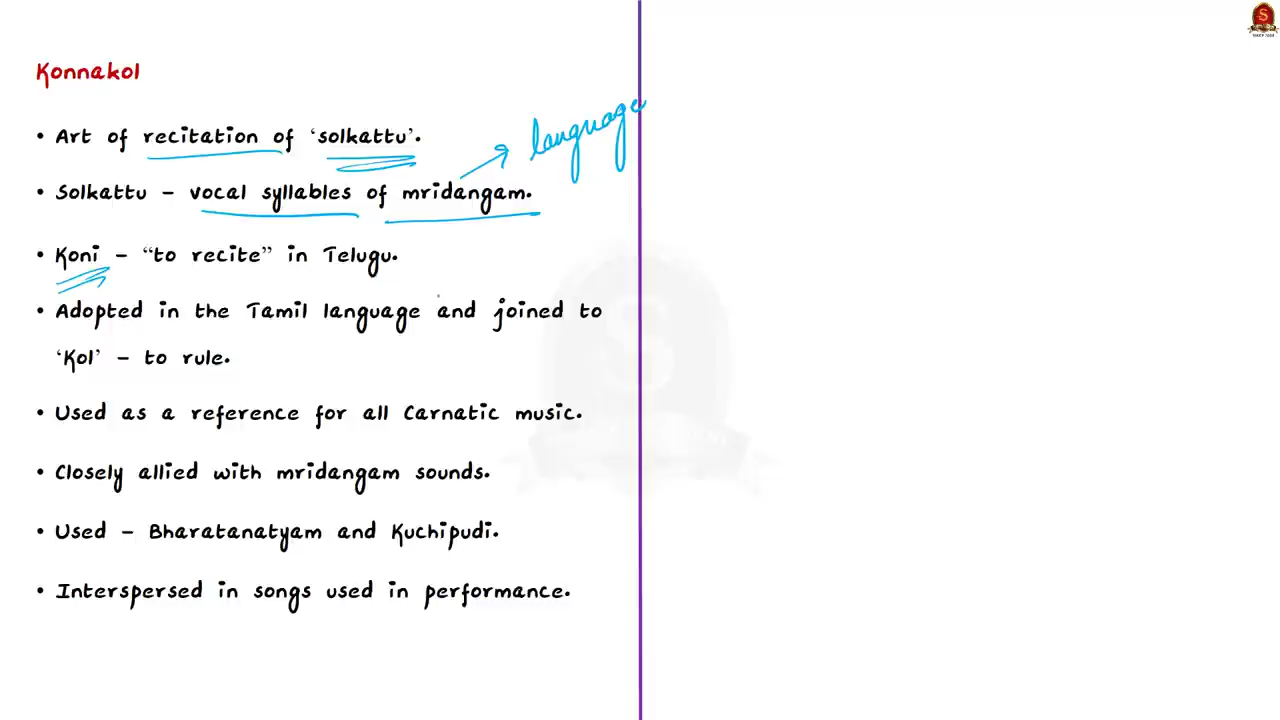 Konnakol
• Art of recitation of ‘solkattu’.
language
• Solkattu – vocal syllables of mridangam.
• Koni – “to recite” in Telugu.
• Adopted in the Tamil language and joined to
‘Kol’ – to rule.
• Used as a reference for all Carnatic music.
• Closely allied with mridangam sounds.
• Used – Bharatanatyam and Kuchipudi.
• Interspersed in songs used in performance.